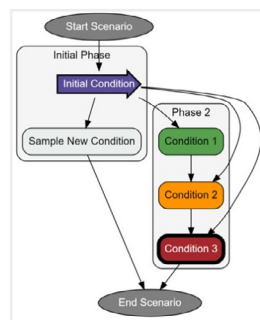 Start Scenario
Initial Phase
Initial Condition
Sample New Condition
Phase 2
Condition 1
Condition 2
Condition 3
End Scenario